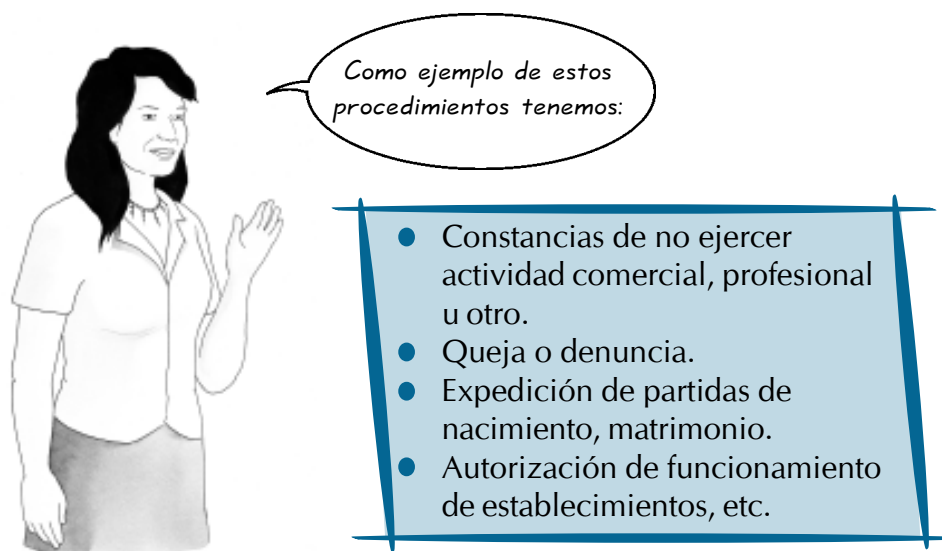 Como ejemplo de estos
procedimientos tenemos:
● Constancias de no ejercer
actividad comercial, profesional
u otro.
● Queja o denuncia.
● Expedición de partidas de
nacimiento, matrimonio.
● Autorización de funcionamiento
de establecimientos, etc.